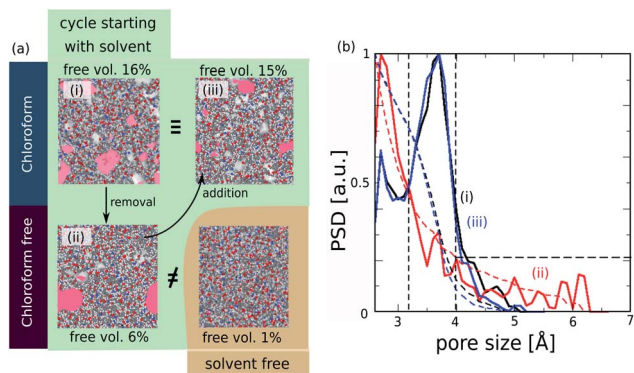 (a)
cycle starting
with solvent
free vol. 16%
free vol. 15%
(i)
(iii)
≡
Chloroform
removal
addition
Chloroform free
(ii)
≠
free vol. 6%
free vol. 1%
solvent free
(b)
1
0.5
0
PSD [a.u.]
(i)
(iii)
(ii)
3 4 5 6 7
pore size [Å]